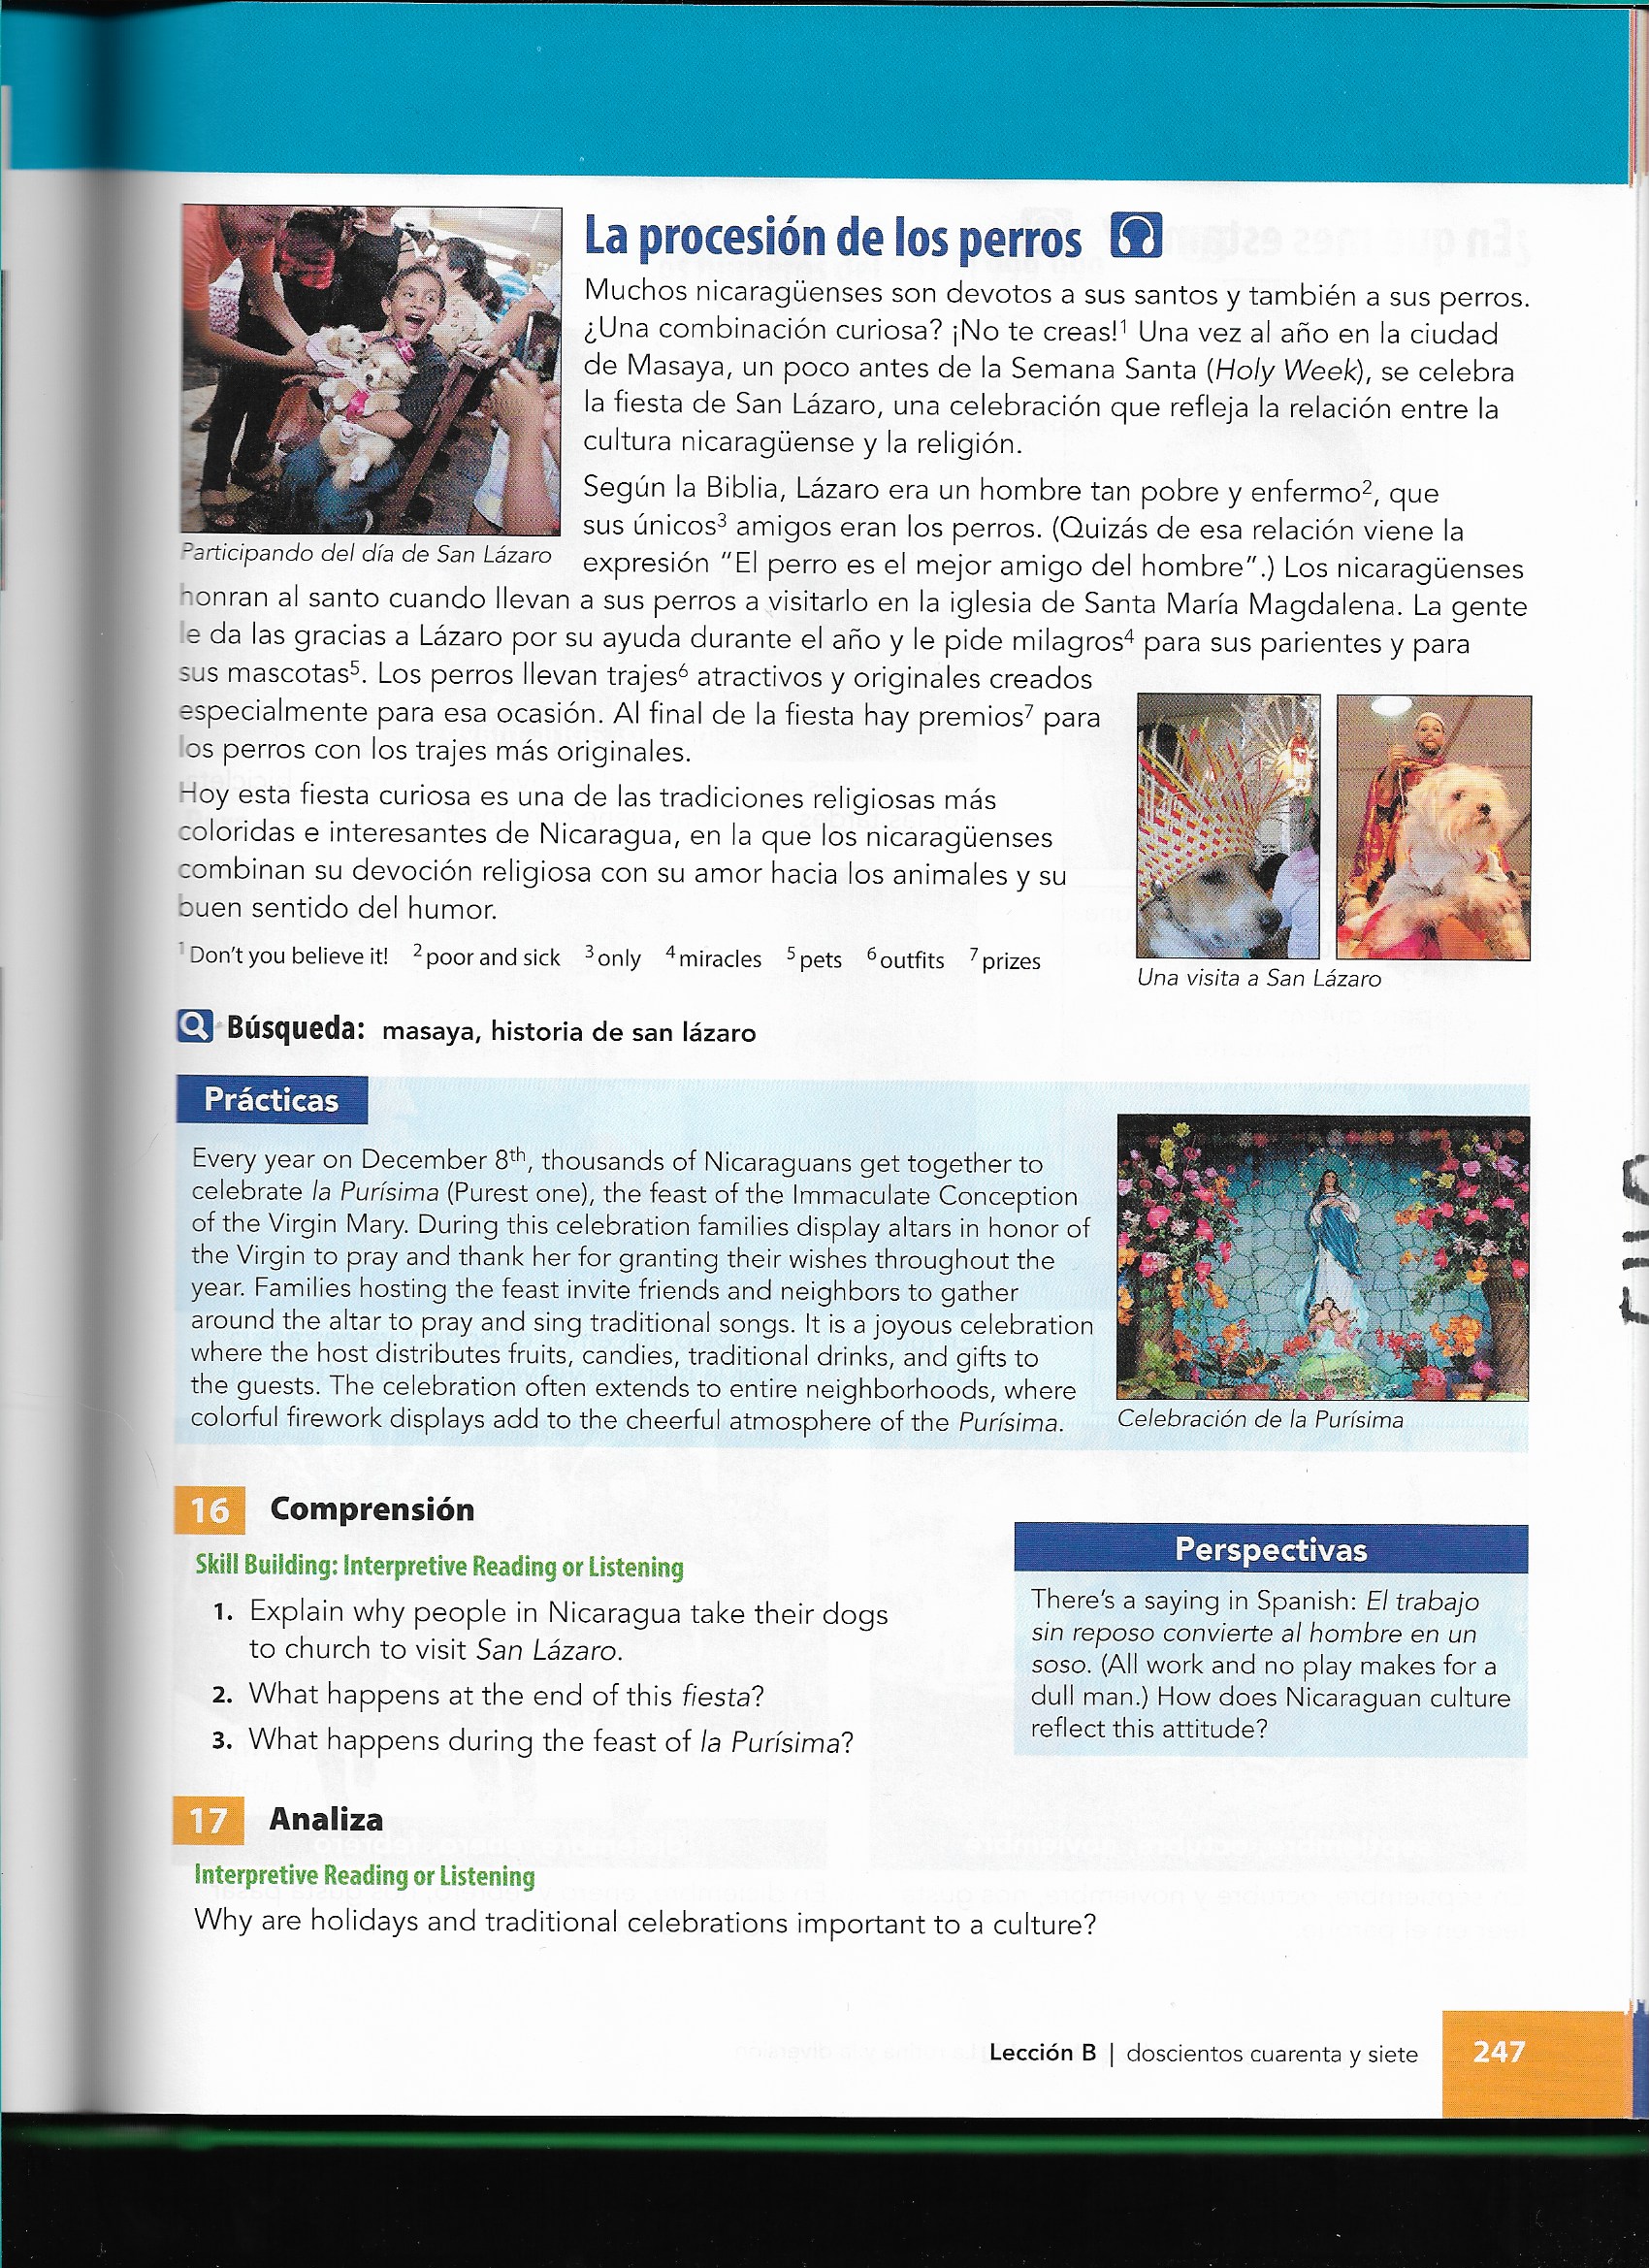 La procesión de los perros
Muchos nicaragüenses son devotos a sus santos y también a sus perros.
¿Una combinación curiosa? ¡No te creas!¹ Una vez al año en la ciudad
de Masaya, un poco antes de la Semana Santa (Holy Week), se celebra
la fiesta de San Lázaro, una celebración que refleja la relación entre la
cultura nicaragüense y la religión.
Según la Biblia, Lázaro era un hombre tan pobre y enfermo², que
sus únicos³ amigos eran los perros. (Quizás de esa relación viene la
expresión "El perro es el mejor amigo del hombre".) Los nicaragüenses
honran al santo cuando llevan a sus perros a visitarlo en la iglesia de Santa María Magdalena. La gente
le da las gracias a Lázaro por su ayuda durante el año y le pide milagros⁴ para sus parientes y para
sus mascotas⁵. Los perros llevan trajes⁶ atractivos y originales creados
especialmente para esa ocasión. Al final de la fiesta hay premios⁷ para
los perros con los trajes más originales.
Hoy esta fiesta curiosa es una de las tradiciones religiosas más
coloridas e interesantes de Nicaragua, en la que los nicaragüenses
combinan su devoción religiosa con su amor hacia los animales y su
buen sentido del humor.
Participando del día de San Lázaro
¹ Don't you believe it! ² poor and sick ³ only ⁴ miracles ⁵ pets ⁶ outfits ⁷ prizes
Una visita a San Lázaro
Búsqueda: masaya, historia de san lázaro
Prácticas
Every year on December 8th, thousands of Nicaraguans get together to
celebrate la Purísima (Purest one), the feast of the Immaculate Conception
of the Virgin Mary. During this celebration families display altars in honor of
the Virgin to pray and thank her for granting their wishes throughout the
year. Families hosting the feast invite friends and neighbors to gather
around the altar to pray and sing traditional songs. It is a joyous celebration
where the host distributes fruits, candies, traditional drinks, and gifts to
the guests. The celebration often extends to entire neighborhoods, where
colorful firework displays add to the cheerful atmosphere of the Purísima.
Celebración de la Purísima
16 Comprensión
Skill Building: Interpretive Reading or Listening
1. Explain why people in Nicaragua take their dogs
to church to visit San Lázaro.
2. What happens at the end of this fiesta?
3. What happens during the feast of la Purísima?
Perspectivas
There's a saying in Spanish: El trabajo
sin reposo convierte al hombre en un
soso. (All work and no play makes for a
dull man.) How does Nicaraguan culture
reflect this attitude?
17 Analiza
Interpretive Reading or Listening
Why are holidays and traditional celebrations important to a culture?
Lección B | doscientos cuarenta y siete 247